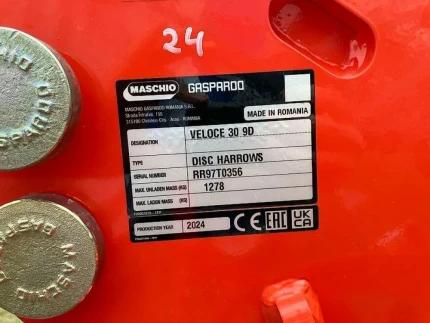 24
MASCHIO GASPARDO
MASCHIO GASPARDO ROMANIA S.R.L.
MADE IN ROMANIA
DESIGNATION VELOCE 30 9D
TYPE DISC HARROWS
SERIAL NUMBER RR97T0356
MAX. UNLADEN MASS (KG) 1278
MAX. LADEN MASS (KG)
PRODUCTION YEAR 2024 CE EAC UK CA
GASPARDO
MASCHIO